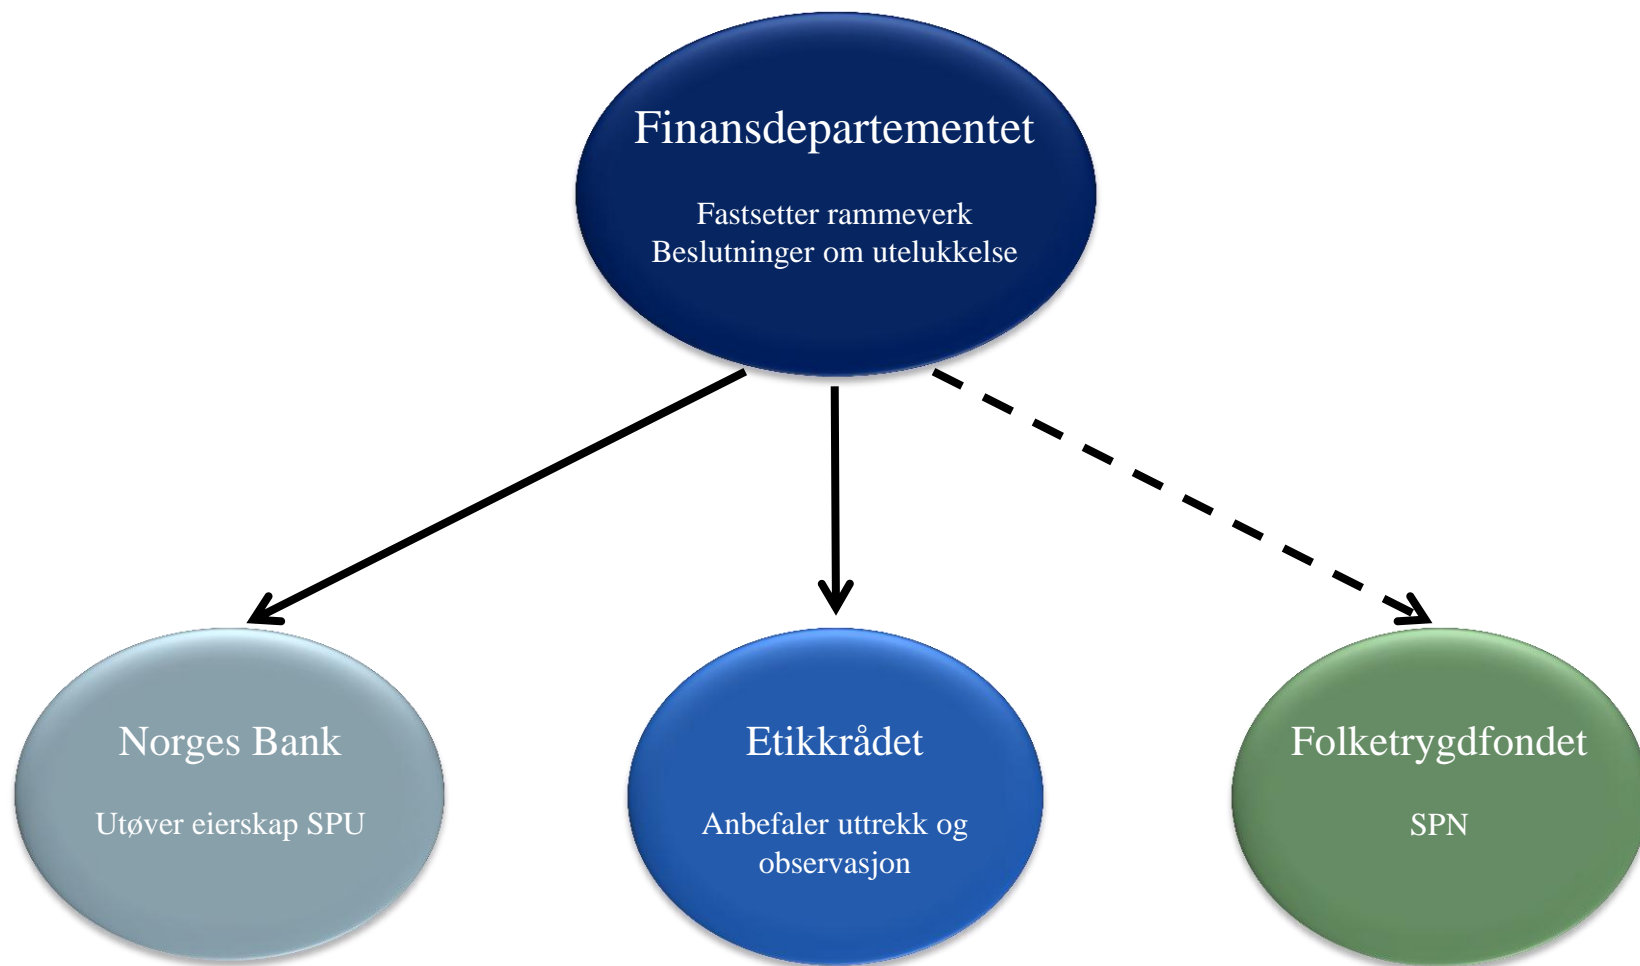 Finansdepartementet
Fastsetter rammeverk
Beslutninger om utelukkelse
Norges Bank
Utøver eierskap SPU
Etikkrådet
Anbefaler uttrekk og
observasjon
Folketrygdfondet
SPN